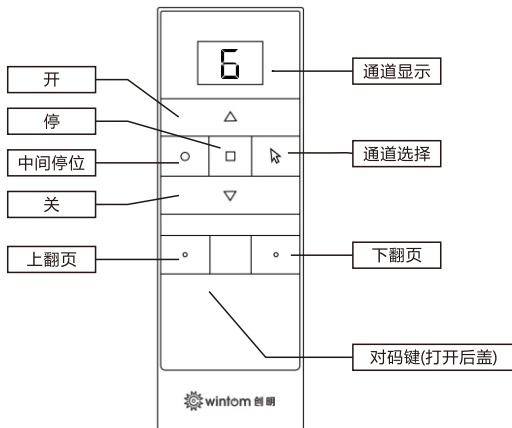 6
通道显示
开
停
中间停位
通道选择
关
上翻页
下翻页
对码键(打开后盖)
wintom 创明